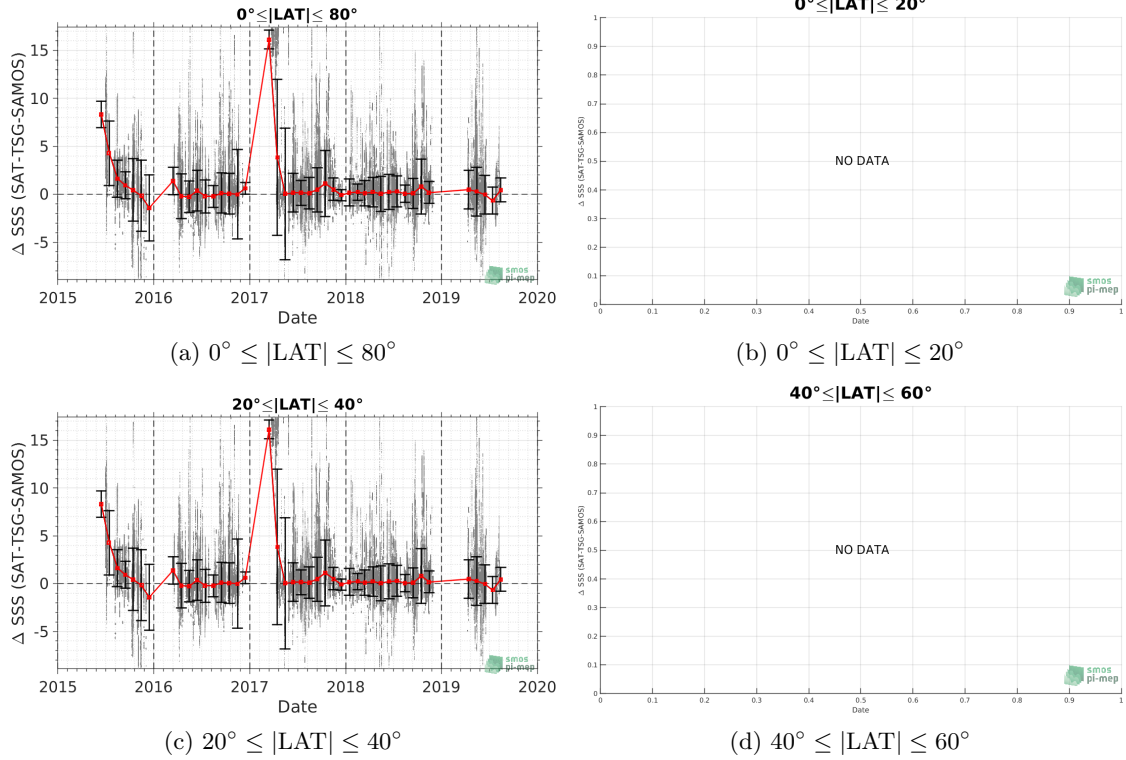 0°≤|LAT|≤ 80°
Δ SSS (SAT-TSG-SAMOS)
15
10
5
0
-5
2015 2016 2017 2018 2019 2020
Date
smos
pi-mep
(a) 0° ≤ |LAT| ≤ 80°
0°≤|LAT|≤ 20°
Δ SSS (SAT-TSG-SAMOS)
1
0.9
0.8
0.7
0.6
0.5
0.4
0.3
0.2
0.1
0
NO DATA
0 0.1 0.2 0.3 0.4 0.5 0.6 0.7 0.8 0.9 1
Date
smos
pi-mep
(b) 0° ≤ |LAT| ≤ 20°
20°≤|LAT|≤ 40°
Δ SSS (SAT-TSG-SAMOS)
15
10
5
0
-5
2015 2016 2017 2018 2019 2020
Date
smos
pi-mep
(c) 20° ≤ |LAT| ≤ 40°
40°≤|LAT|≤ 60°
Δ SSS (SAT-TSG-SAMOS)
1
0.9
0.8
0.7
0.6
0.5
0.4
0.3
0.2
0.1
0
NO DATA
0 0.1 0.2 0.3 0.4 0.5 0.6 0.7 0.8 0.9 1
Date
smos
pi-mep
(d) 40° ≤ |LAT| ≤ 60°